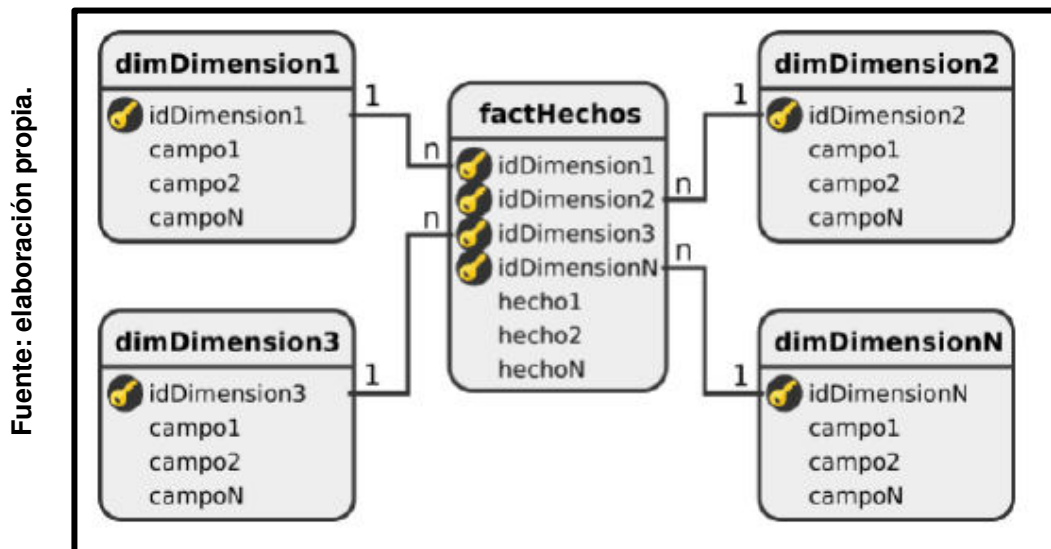 Fuente: elaboración propia.
dimDimension1
idDimension1
campo1
campo2
campoN
1
n
factHechos
idDimension1
idDimension2
idDimension3
idDimensionN
hecho1
hecho2
hechoN
dimDimension2
idDimension2
campo1
campo2
campoN
1
n
dimDimension3
idDimension3
campo1
campo2
campoN
1
n
dimDimensionN
idDimensionN
campo1
campo2
campoN
1
n